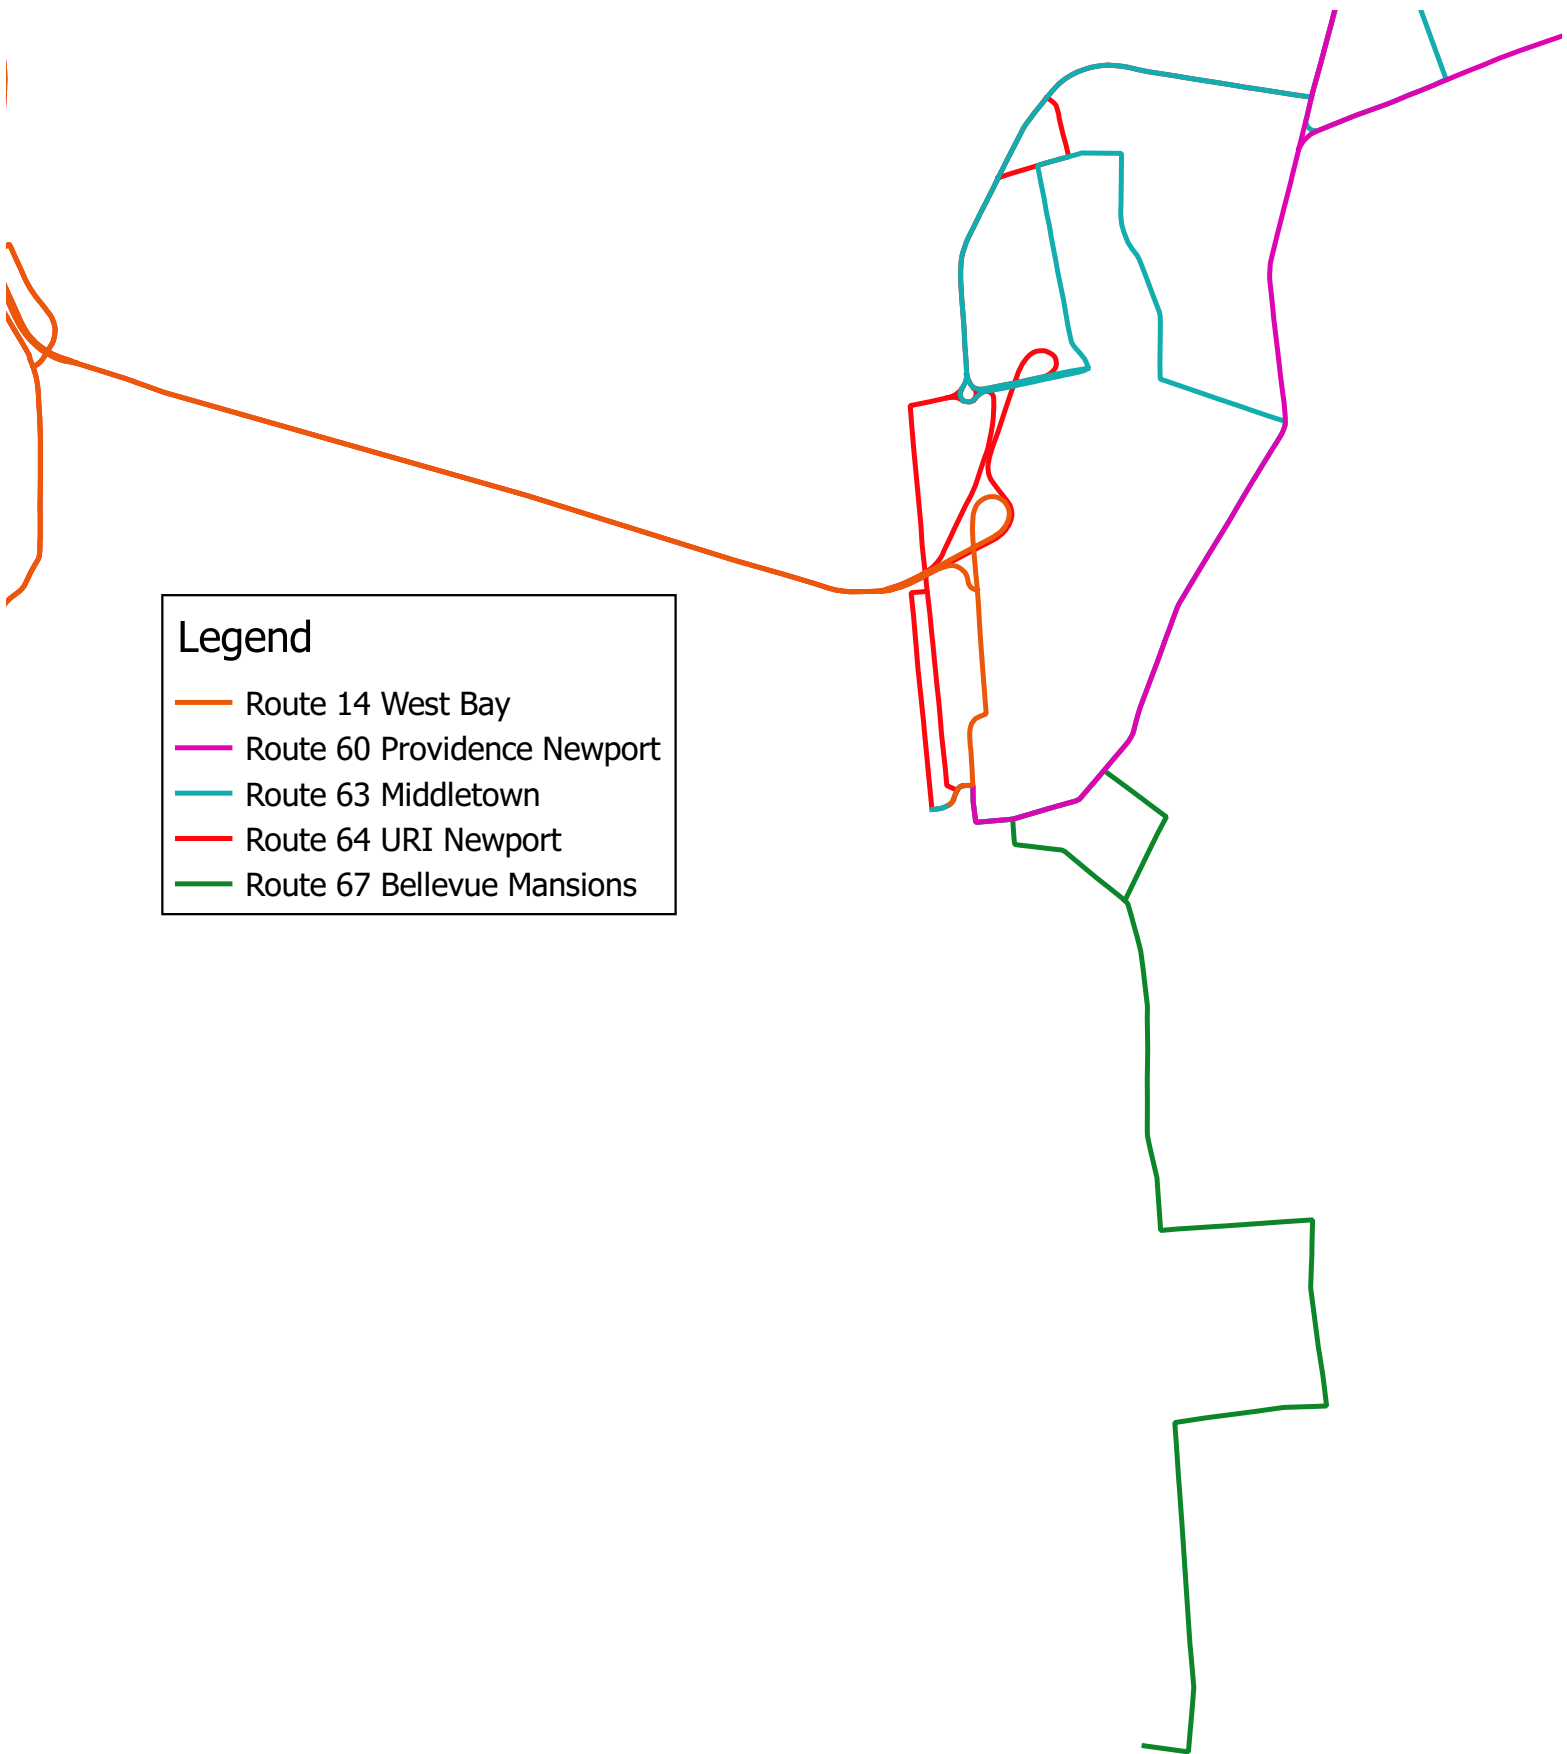 Legend
Route 14 West Bay
Route 60 Providence Newport
Route 63 Middletown
Route 64 URI Newport
Route 67 Bellevue Mansions